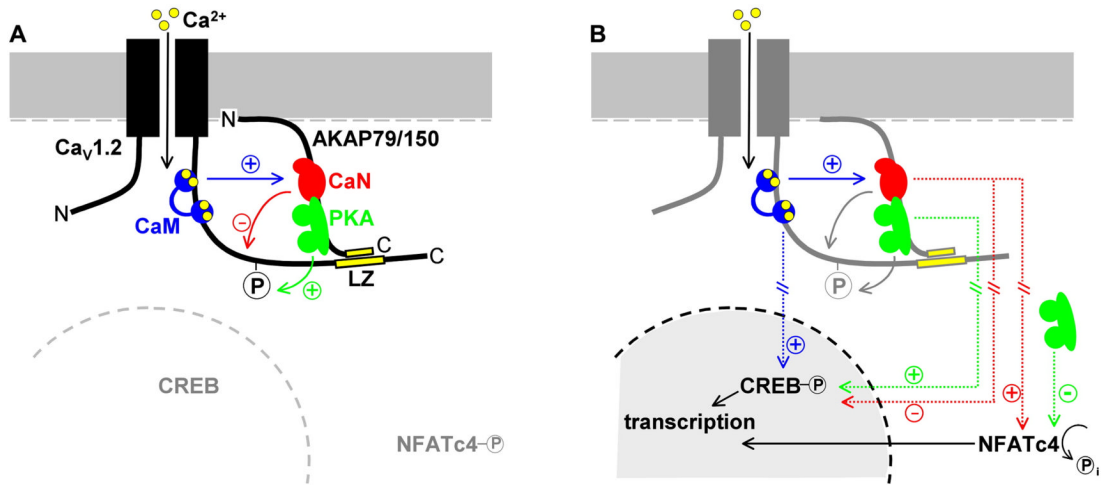 A
Ca²⁺
N
AKAP79/150
CaV1.2
CaN
N
CaM
PKA
C
C
P
LZ
CREB
NFATc4-P
+
−
+
B
+
P
+
CREB-P
+
−
+
-
transcription
NFATc4
Pi